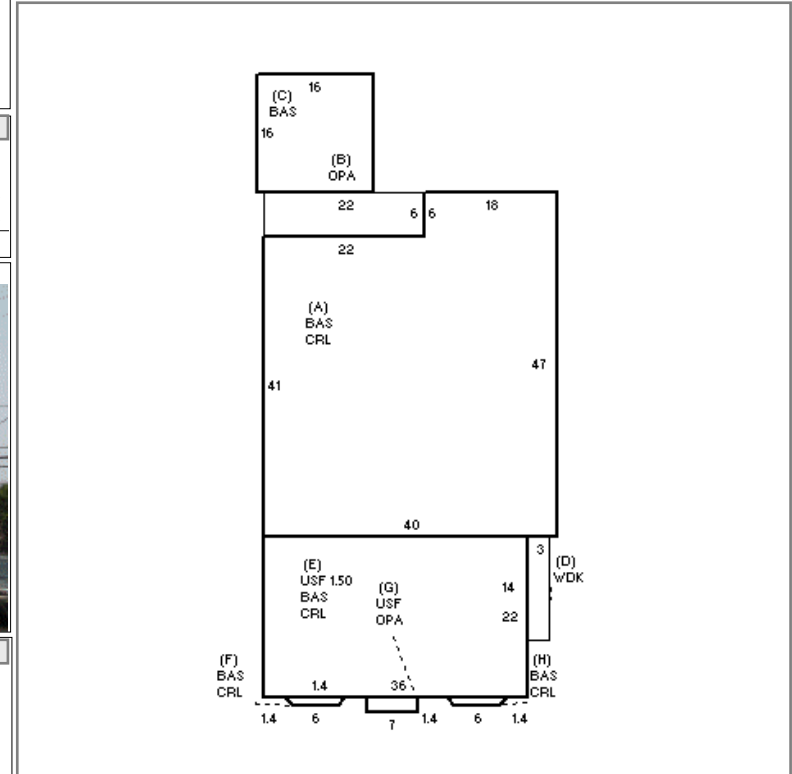 16
(C)
BAS
16
(B)
OPA
22
6
6
18
22
(A)
BAS
CRL
47
41
40
3
(D)
WDK
(E)
USF 1.50
BAS
CRL
(G)
USF
OPA
14
22
(F)
BAS
CRL
(H)
BAS
CRL
1.4
36
1.4
6
7
1.4
6
1.4